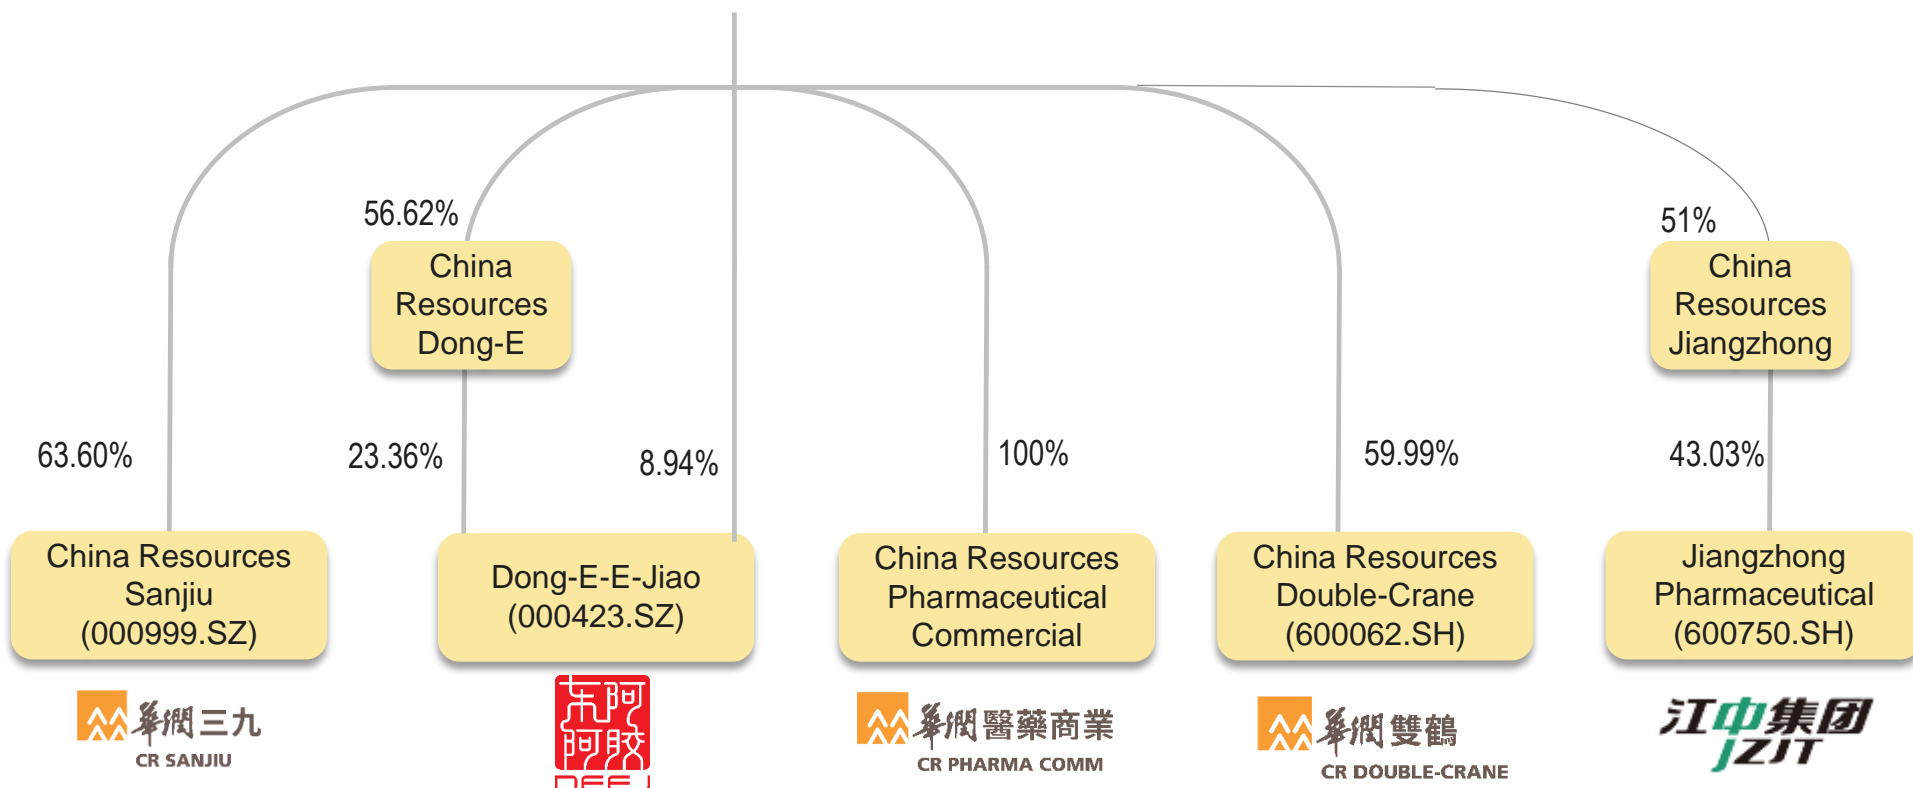 56.62%
51%
China
Resources
Dong-E
China
Resources
Jiangzhong
63.60%
23.36%
8.94%
100%
59.99%
43.03%
China Resources
Sanjiu
(000999.SZ)
Dong-E-E-Jiao
(000423.SZ)
China Resources
Pharmaceutical
Commercial
China Resources
Double-Crane
(600062.SH)
Jiangzhong
Pharmaceutical
(600750.SH)
華潤三九
CR SANJIU
东阿
阿胶
DEEJ
華潤醫藥商業
CR PHARMA COMM
華潤雙鶴
CR DOUBLE-CRANE
江中集团
JZJT